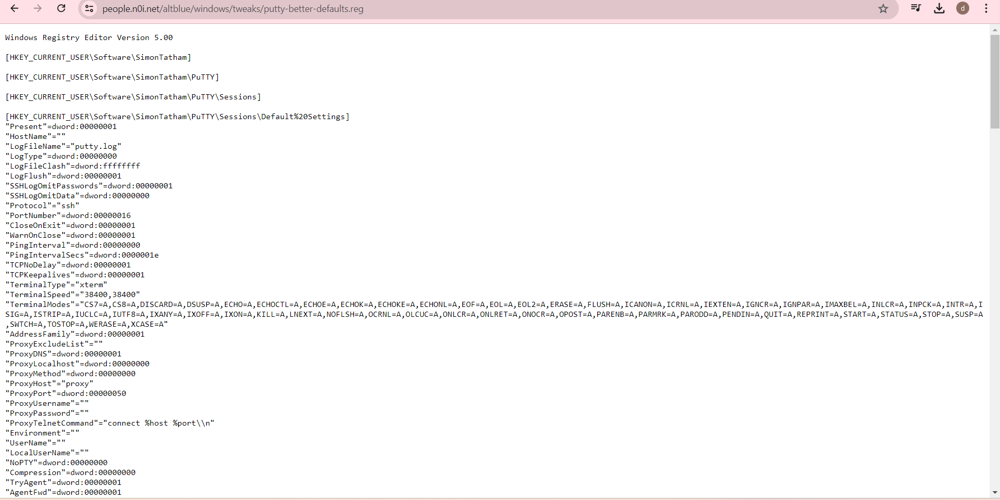 people.n0i.net/altblue/windows/tweaks/putty-better-defaults.reg
d
Windows Registry Editor Version 5.00
[HKEY_CURRENT_USER\Software\SimonTatham]
[HKEY_CURRENT_USER\Software\SimonTatham\PuTTY]
[HKEY_CURRENT_USER\Software\SimonTatham\PuTTY\Sessions]
[HKEY_CURRENT_USER\Software\SimonTatham\PuTTY\Sessions\Default%20Settings]
"Present"=dword:00000001
"HostName"=""
"LogFileName"="putty.log"
"LogType"=dword:00000000
"LogFileClash"=dword:ffffffff
"LogFlush"=dword:00000001
"SSHLogOmitPasswords"=dword:00000001
"SSHLogOmitData"=dword:00000000
"Protocol"="ssh"
"PortNumber"=dword:00000016
"CloseOnExit"=dword:00000001
"WarnOnClose"=dword:00000001
"PingInterval"=dword:00000000
"PingIntervalSecs"=dword:0000001e
"TCPNoDelay"=dword:00000001
"TCPKeepalives"=dword:00000001
"TerminalType"="xterm"
"TerminalSpeed"="38400,38400"
"TerminalModes"="CS7=A,CS8=A,DISCARD=A,DSUSP=A,ECHO=A,ECHOCTL=A,ECHOE=A,ECHOK=A,ECHOKE=A,ECHONL=A,EOF=A,EOL=A,EOL2=A,ERASE=A,FLUSH=A,ICANON=A,ICRNL=A,IEXTEN=A,IGNCR=A,IGNPAR=A,IMAXBEL=A,INLCR=A,INPCK=A,INTR=A,I
SIG=A,ISTRIP=A,IUCLC=A,IUTF8=A,IXANY=A,IXOFF=A,IXON=A,KILL=A,LNEXT=A,NOFLSH=A,OCRNL=A,OLCUC=A,ONLCR=A,ONLRET=A,ONOCR=A,OPOST=A,PARENB=A,PARMRK=A,PARODD=A,PENDIN=A,QUIT=A,REPRINT=A,START=A,STATUS=A,STOP=A,SUSP=A
,SWTCH=A,TOSTOP=A,WERASE=A,XCASE=A"
"AddressFamily"=dword:00000001
"ProxyExcludeList"=""
"ProxyDNS"=dword:00000001
"ProxyLocalhost"=dword:00000000
"ProxyMethod"=dword:00000000
"ProxyHost"="proxy"
"ProxyPort"=dword:00000050
"ProxyUsername"=""
"ProxyPassword"=""
"ProxyTelnetCommand"="connect %host %port\\n"
"Environment"=""
"UserName"=""
"LocalUserName"=""
"NoPTY"=dword:00000000
"Compression"=dword:00000000
"TryAgent"=dword:00000001
"AgentFwd"=dword:00000001